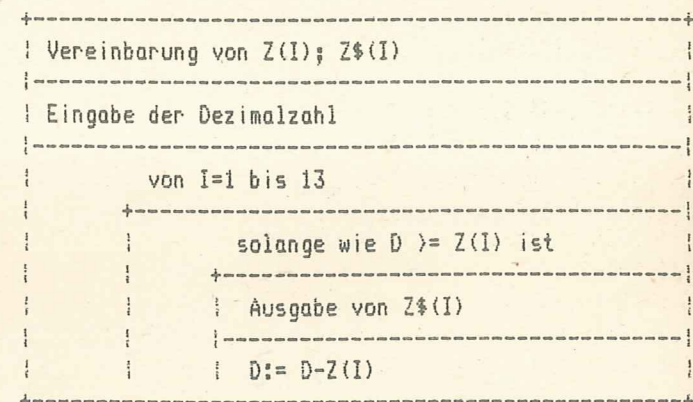 Vereinbarung von Z(I); Z$(I)
Eingabe der Dezimalzahl
von I=1 bis 13
solange wie D >= Z(I) ist
Ausgabe von Z$(I)
D:= D-Z(I)